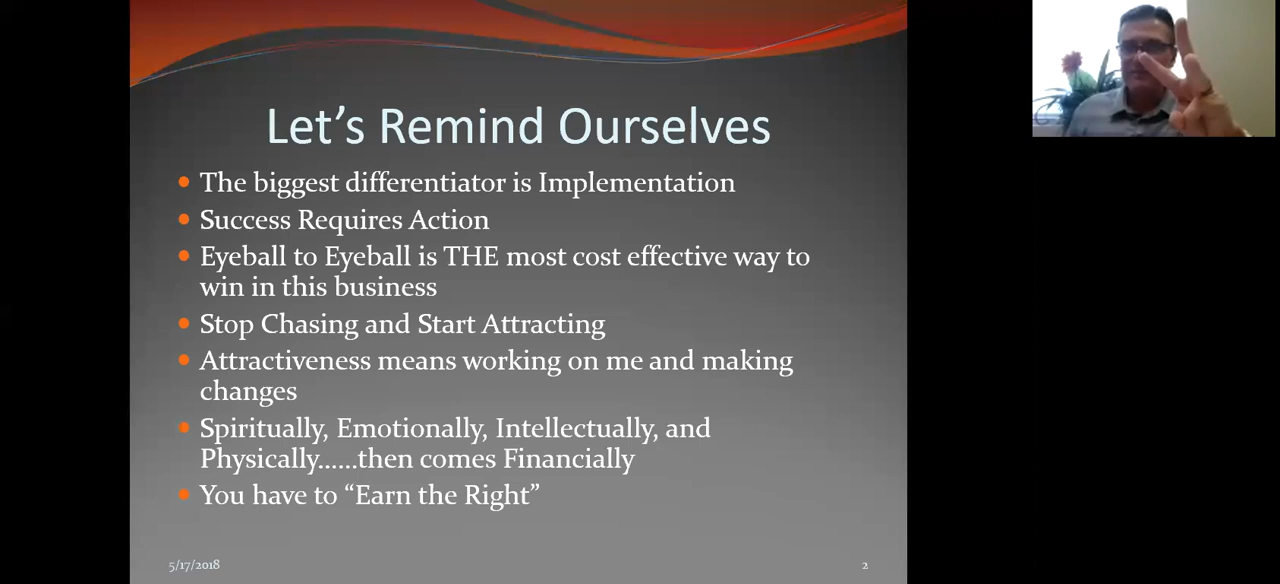 Let's Remind Ourselves
The biggest differentiator is Implementation
Success Requires Action
Eyeball to Eyeball is THE most cost effective way to
win in this business
Stop Chasing and Start Attracting
Attractiveness means working on me and making
changes
Spiritually, Emotionally, Intellectually, and
Physically......then comes Financially
You have to “Earn the Right”
5/17/2018
2